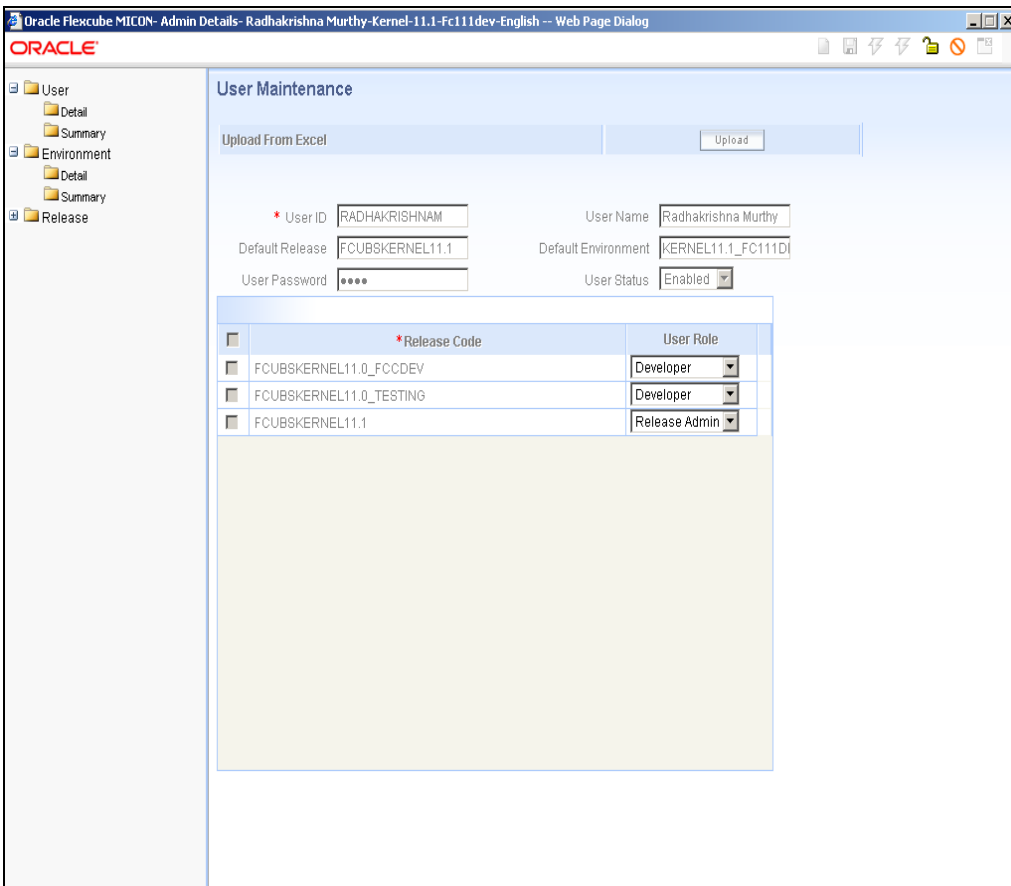 Oracle Flexcube MICON- Admin Details- Radhakrishna Murthy-Kernel-11.1-Fc111dev-English -- Web Page Dialog
ORACLE
User
Detail
Summary
Environment
Detail
Summary
Release
User Maintenance
Upload From Excel Upload
* User ID RADHAKRISHNAM User Name Radhakrishna Murthy
Default Release FCUBSKERNEL11.1 Default Environment KERNEL11.1_FC111D
User Password •••• User Status Enabled
*Release Code User Role
FCUBSKERNEL11.0_FCCDEV Developer
FCUBSKERNEL11.0_TESTING Developer
FCUBSKERNEL11.1 Release Admin